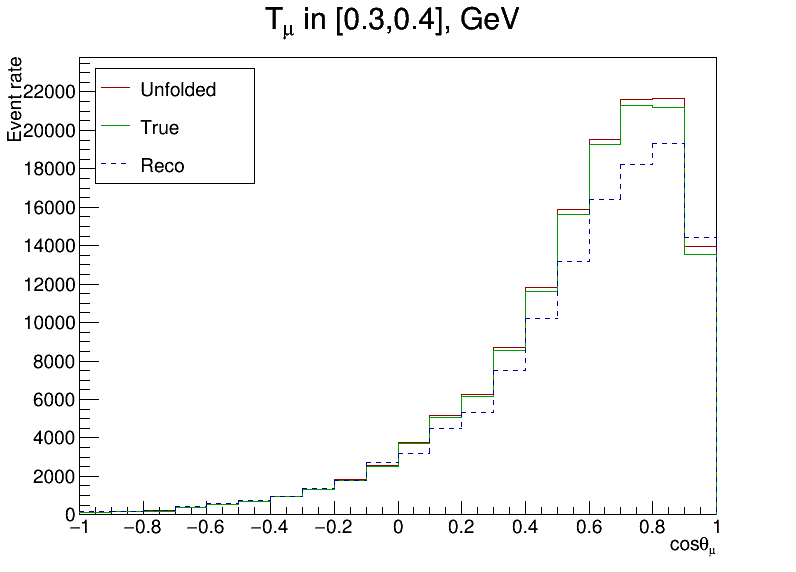 T_μ in [0.3,0.4], GeV
Event rate
22000
20000
18000
16000
14000
12000
10000
8000
6000
4000
2000
0
Unfolded
True
Reco
−1 −0.8 −0.6 −0.4 −0.2 0 0.2 0.4 0.6 0.8 1
cosθ_μ